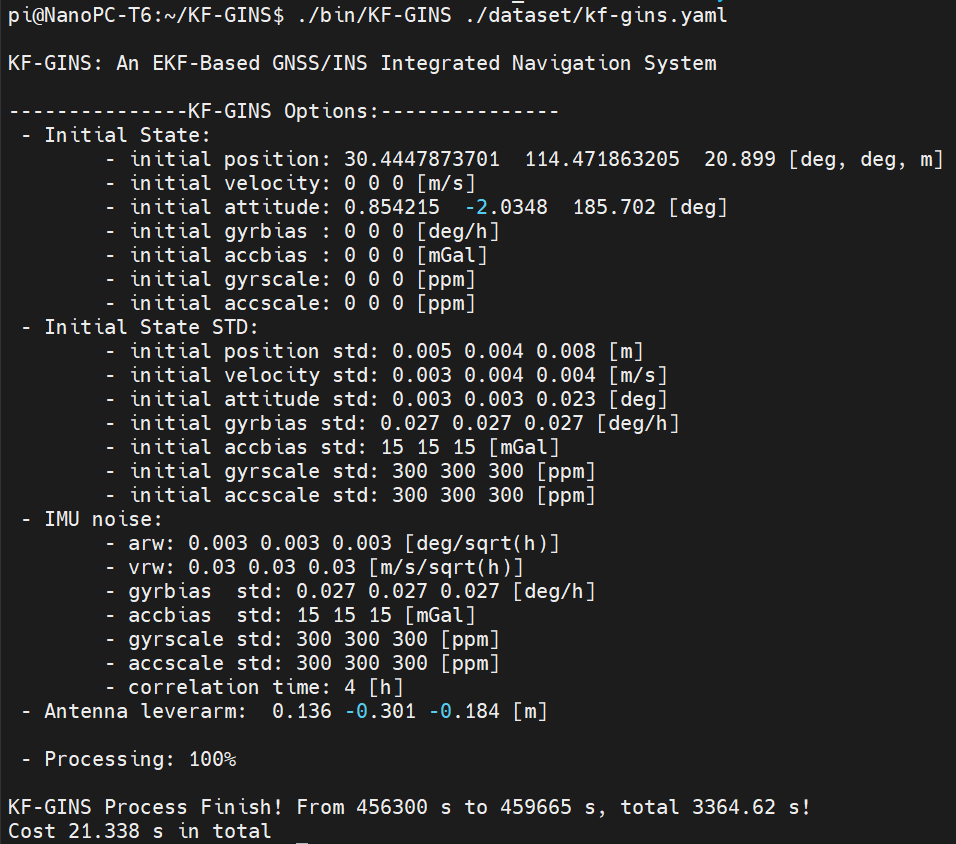 pi@NanoPC-T6:~/KF-GINS$ ./bin/KF-GINS ./dataset/kf-gins.yaml
KF-GINS: An EKF-Based GNSS/INS Integrated Navigation System
---------------KF-GINS Options:---------------
 - Initial State:
        - initial position: 30.4447873701  114.471863205  20.899 [deg, deg, m]
        - initial velocity: 0 0 0 [m/s]
        - initial attitude: 0.854215  -2.0348  185.702 [deg]
        - initial gyrbias : 0 0 0 [deg/h]
        - initial accbias : 0 0 0 [mGal]
        - initial gyrscale: 0 0 0 [ppm]
        - initial accscale: 0 0 0 [ppm]
 - Initial State STD:
        - initial position std: 0.005 0.004 0.008 [m]
        - initial velocity std: 0.003 0.004 0.004 [m/s]
        - initial attitude std: 0.003 0.003 0.023 [deg]
        - initial gyrbias std: 0.027 0.027 0.027 [deg/h]
        - initial accbias std: 15 15 15 [mGal]
        - initial gyrscale std: 300 300 300 [ppm]
        - initial accscale std: 300 300 300 [ppm]
 - IMU noise:
        - arw: 0.003 0.003 0.003 [deg/sqrt(h)]
        - vrw: 0.03 0.03 0.03 [m/s/sqrt(h)]
        - gyrbias  std: 0.027 0.027 0.027 [deg/h]
        - accbias  std: 15 15 15 [mGal]
        - gyrscale std: 300 300 300 [ppm]
        - accscale std: 300 300 300 [ppm]
        - correlation time: 4 [h]
 - Antenna leverarm:  0.136 -0.301 -0.184 [m]
 - Processing: 100%
KF-GINS Process Finish! From 456300 s to 459665 s, total 3364.62 s!
Cost 21.338 s in total